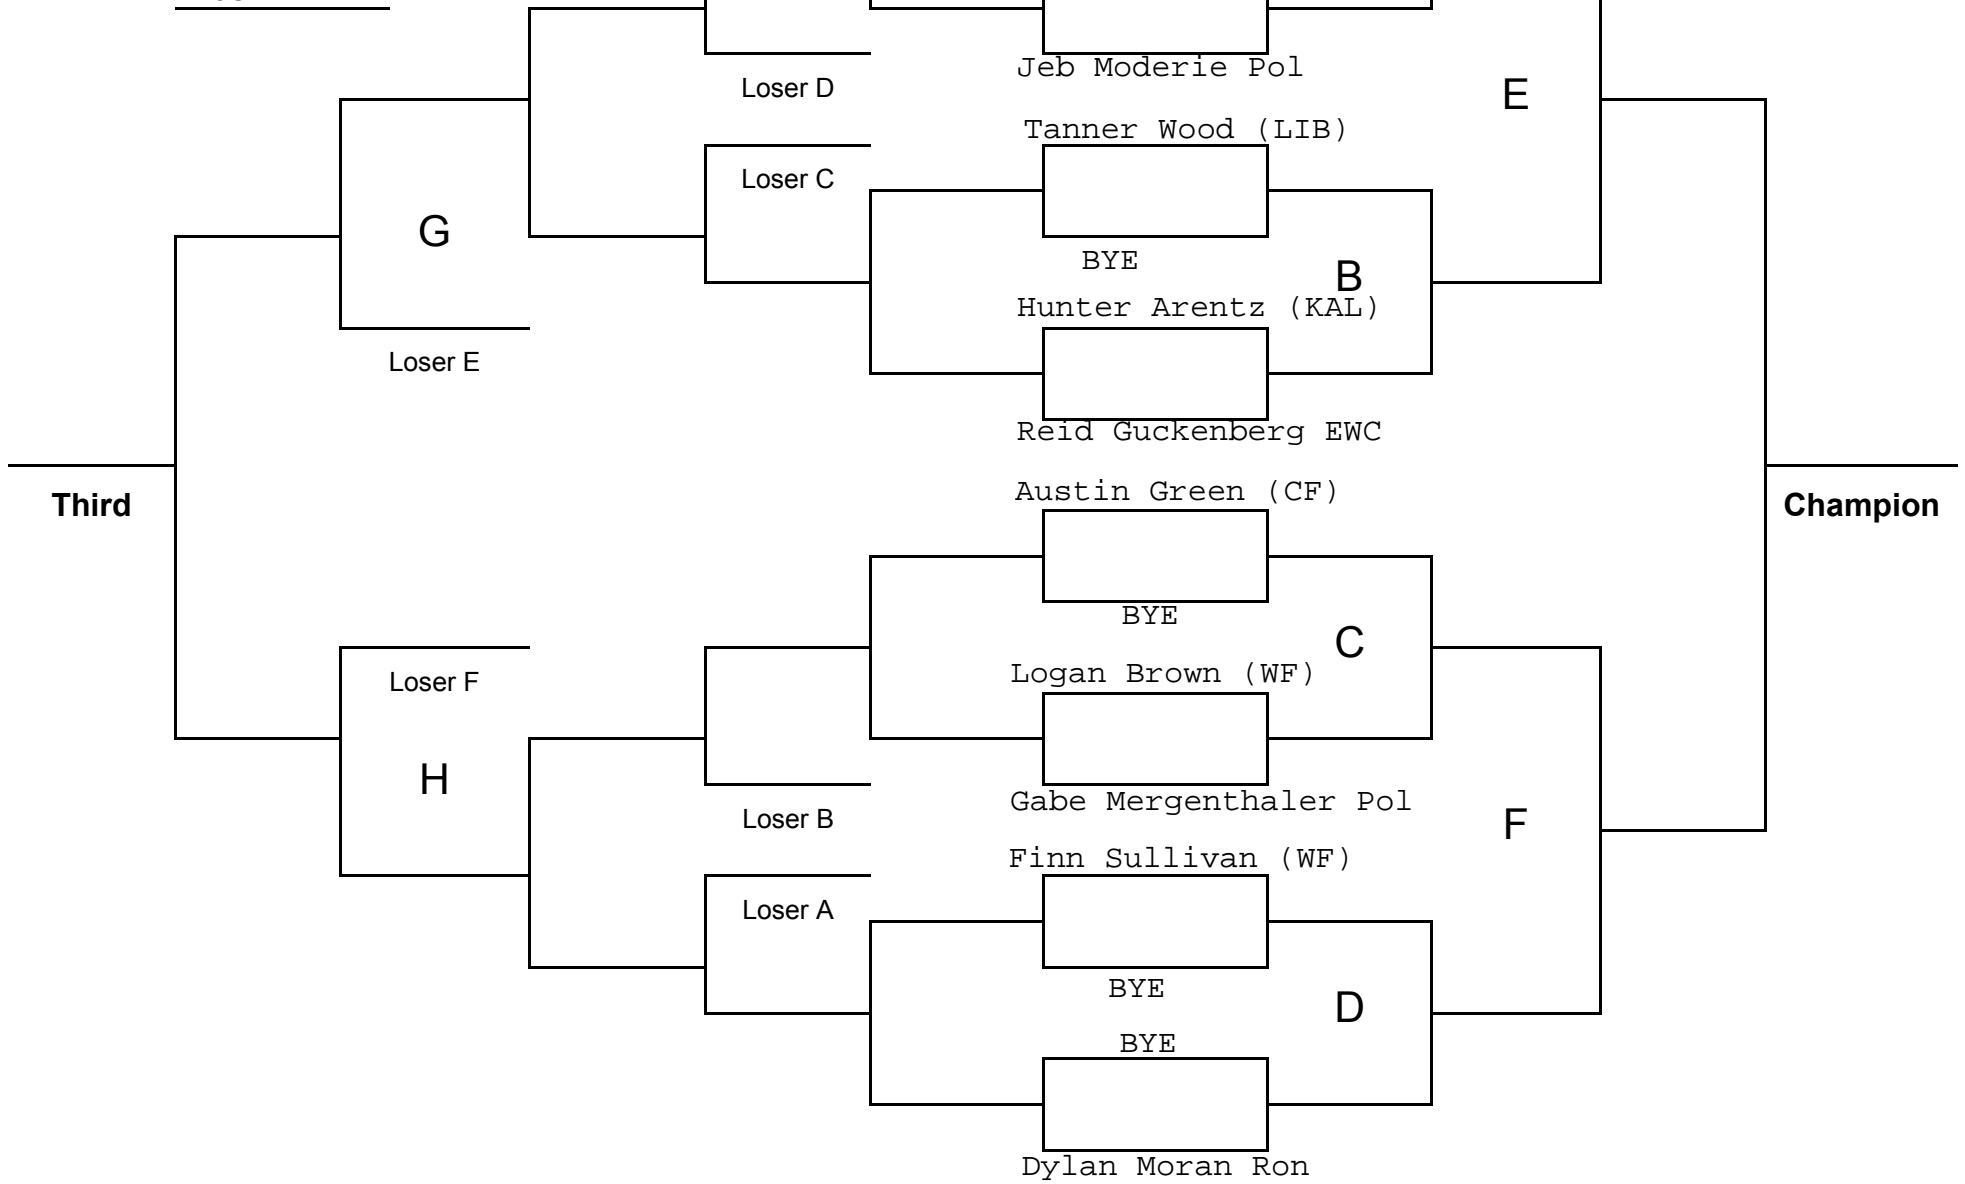 Jeb Moderie Pol
Loser D
E
Tanner Wood (LIB)
Loser C
G
BYE
B
Hunter Arentz (KAL)
Loser E
Reid Guckenberg EWC
Austin Green (CF)
Third
Champion
BYE
C
Logan Brown (WF)
Loser F
H
Gabe Mergenthaler Pol
Loser B
F
Finn Sullivan (WF)
Loser A
BYE
D
BYE
Dylan Moran Ron